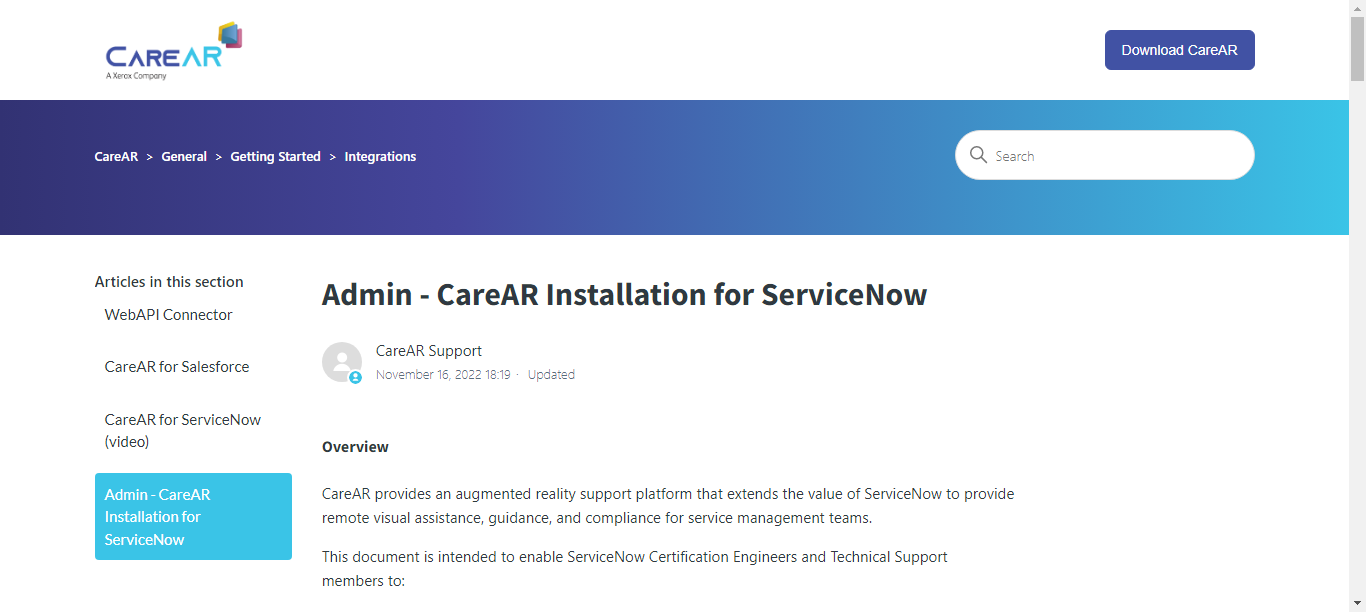 CAREAR
A Xerox Company
Download CareAR
CareAR > General > Getting Started > Integrations
Search
Articles in this section
WebAPI Connector
CareAR for Salesforce
CareAR for ServiceNow
(video)
Admin - CareAR
Installation for
ServiceNow
Admin - CareAR Installation for ServiceNow
CareAR Support
November 16, 2022 18:19 · Updated
Overview
CareAR provides an augmented reality support platform that extends the value of ServiceNow to provide
remote visual assistance, guidance, and compliance for service management teams.
This document is intended to enable ServiceNow Certification Engineers and Technical Support
members to: